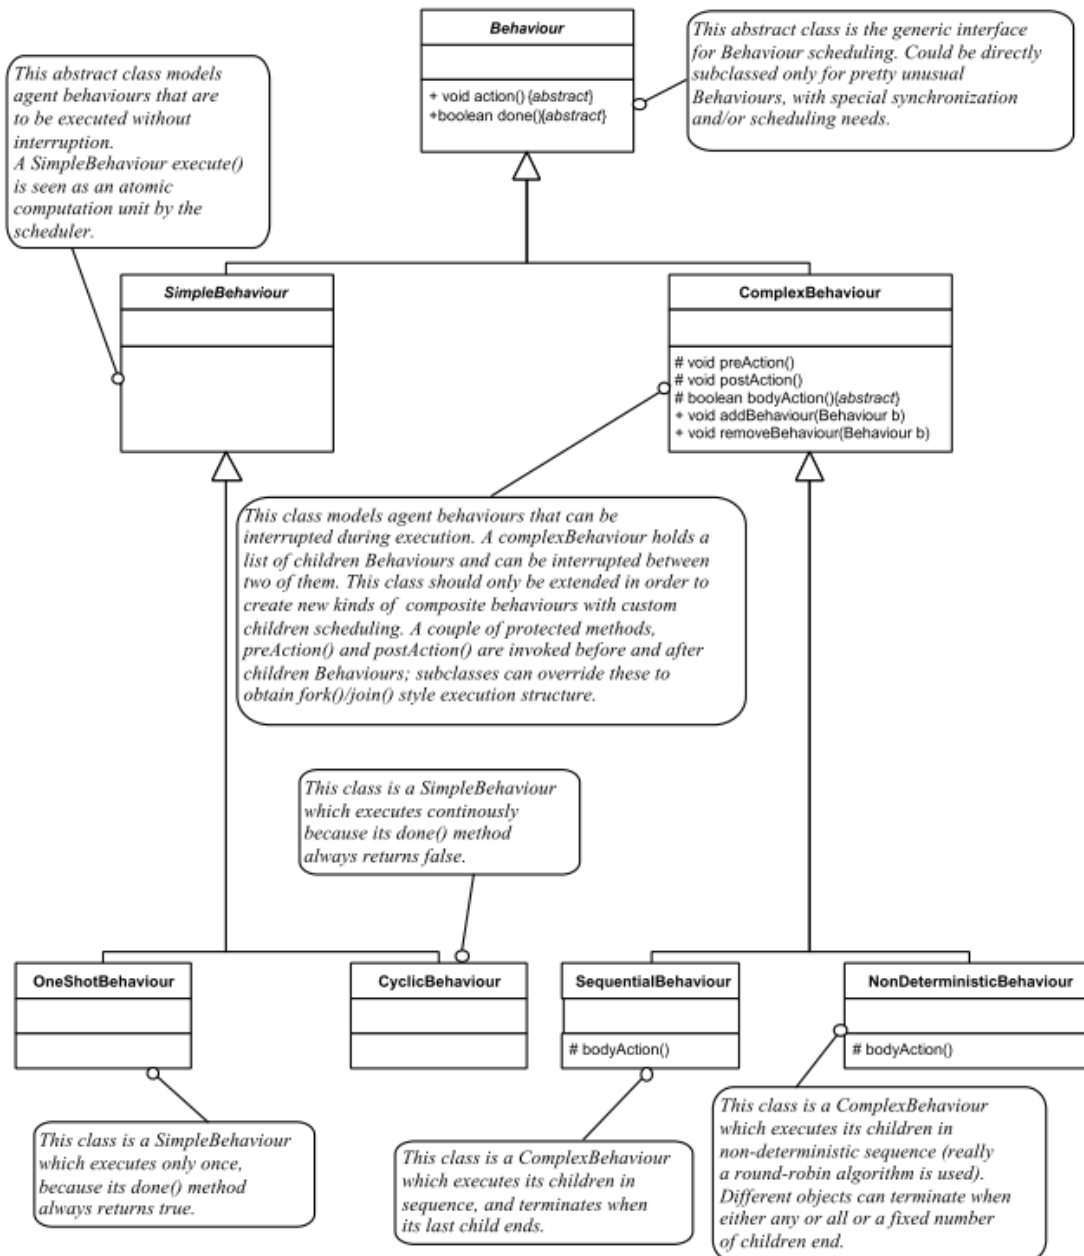 Behaviour
+ void action(){abstract}
+boolean done(){abstract}
This abstract class is the generic interface
for Behaviour scheduling. Could be directly
subclassed only for pretty unusual
Behaviours, with special synchronization
and/or scheduling needs.
This abstract class models
agent behaviours that are
to be executed without
interruption.
A SimpleBehaviour execute()
is seen as an atomic
computation unit by the
scheduler.
SimpleBehaviour
ComplexBehaviour
# void preAction()
# void postAction()
# boolean bodyAction(){abstract}
+ void addBehaviour(Behaviour b)
+ void removeBehaviour(Behaviour b)
This class models agent behaviours that can be
interrupted during execution. A complexBehaviour holds a
list of children Behaviours and can be interrupted between
two of them. This class should only be extended in order to
create new kinds of composite behaviours with custom
children scheduling. A couple of protected methods,
preAction() and postAction() are invoked before and after
children Behaviours; subclasses can override these to
obtain fork()/join() style execution structure.
This class is a SimpleBehaviour
which executes continously
because its done() method
always returns false.
OneShotBehaviour
CyclicBehaviour
SequentialBehaviour
# bodyAction()
NonDeterministicBehaviour
# bodyAction()
This class is a SimpleBehaviour
which executes only once,
because its done() method
always returns true.
This class is a ComplexBehaviour
which executes its children in
sequence, and terminates when
its last child ends.
This class is a ComplexBehaviour
which executes its children in
non-deterministic sequence (really
a round-robin algorithm is used).
Different objects can terminate when
either any or all or a fixed number
of children end.